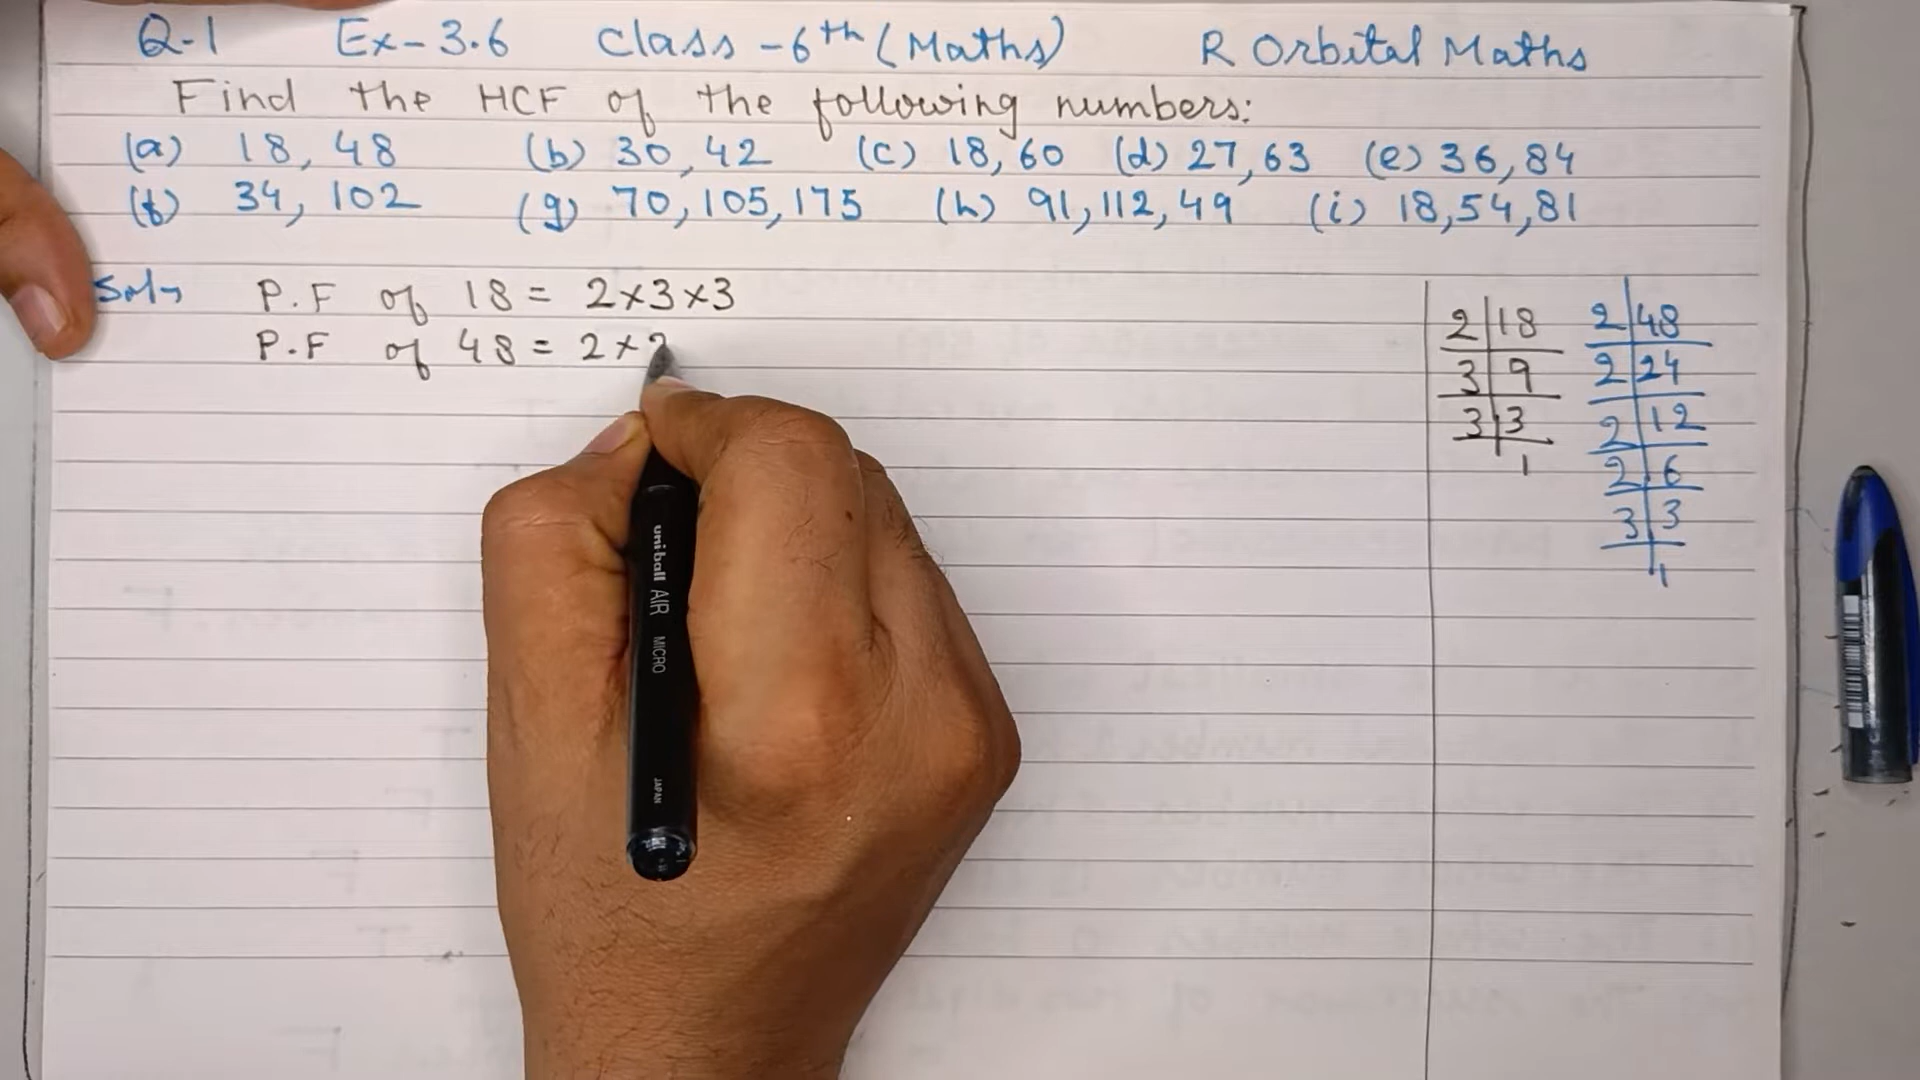 Q-1 Ex-3.6 Class-6th (Maths) R Orbital Maths
Find the HCF of the following numbers:
(a) 18, 48 (b) 30, 42 (c) 18, 60 (d) 27, 63 (e) 36, 84
(f) 34, 102 (g) 70, 105, 175 (h) 91, 112, 49 (i) 18, 54, 81
Soln P.F of 18 = 2×3×3
P.F of 48 = 2×2
2|18
3|9
3|3
1
2|48
2|24
2|12
2|6
3|3
1
uniball AIR MICRO
JAPAN